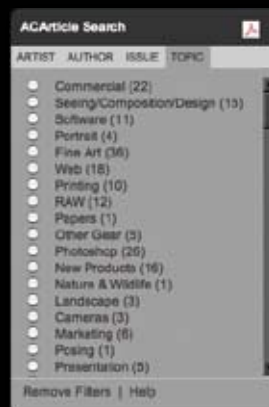 ACArticle Search
ARTIST AUTHOR ISSUE TOPIC
Commercial (22)
Seeing/Composition/Design (15)
Software (11)
Portrait (4)
Fine Art (36)
Web (18)
Printing (10)
RAW (12)
Papers (1)
Other Gear (5)
Photoshop (26)
New Products (16)
Nature & Wildlife (1)
Landscape (3)
Cameras (3)
Marketing (6)
Posing (1)
Presentation (5)
Remove Filters | Help